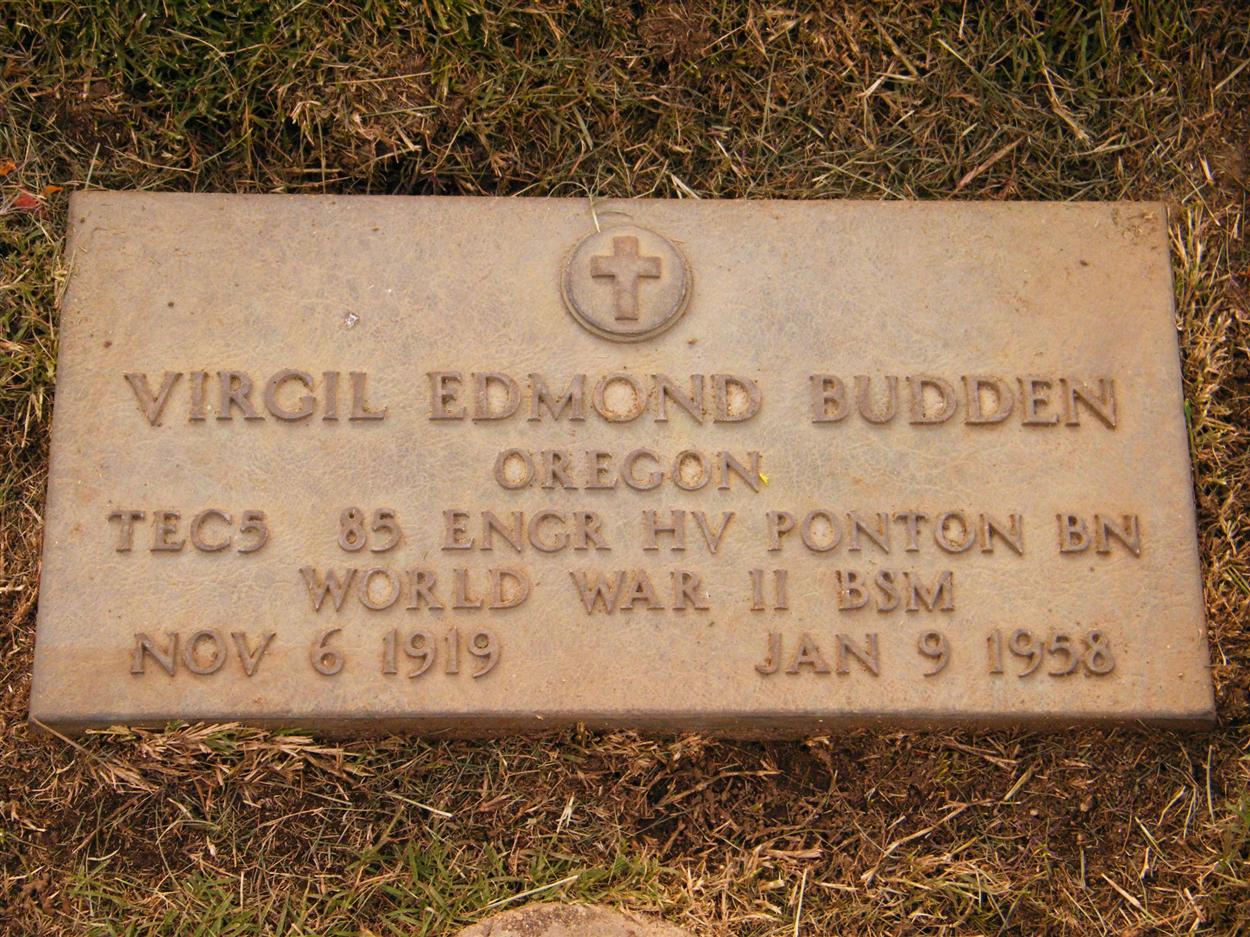 VIRGIL EDMOND BUDDEN
OREGON
TEC5 85 ENGR HV PONTON BN
WORLD WAR II BSM
NOV 6 1919 JAN 9 1958